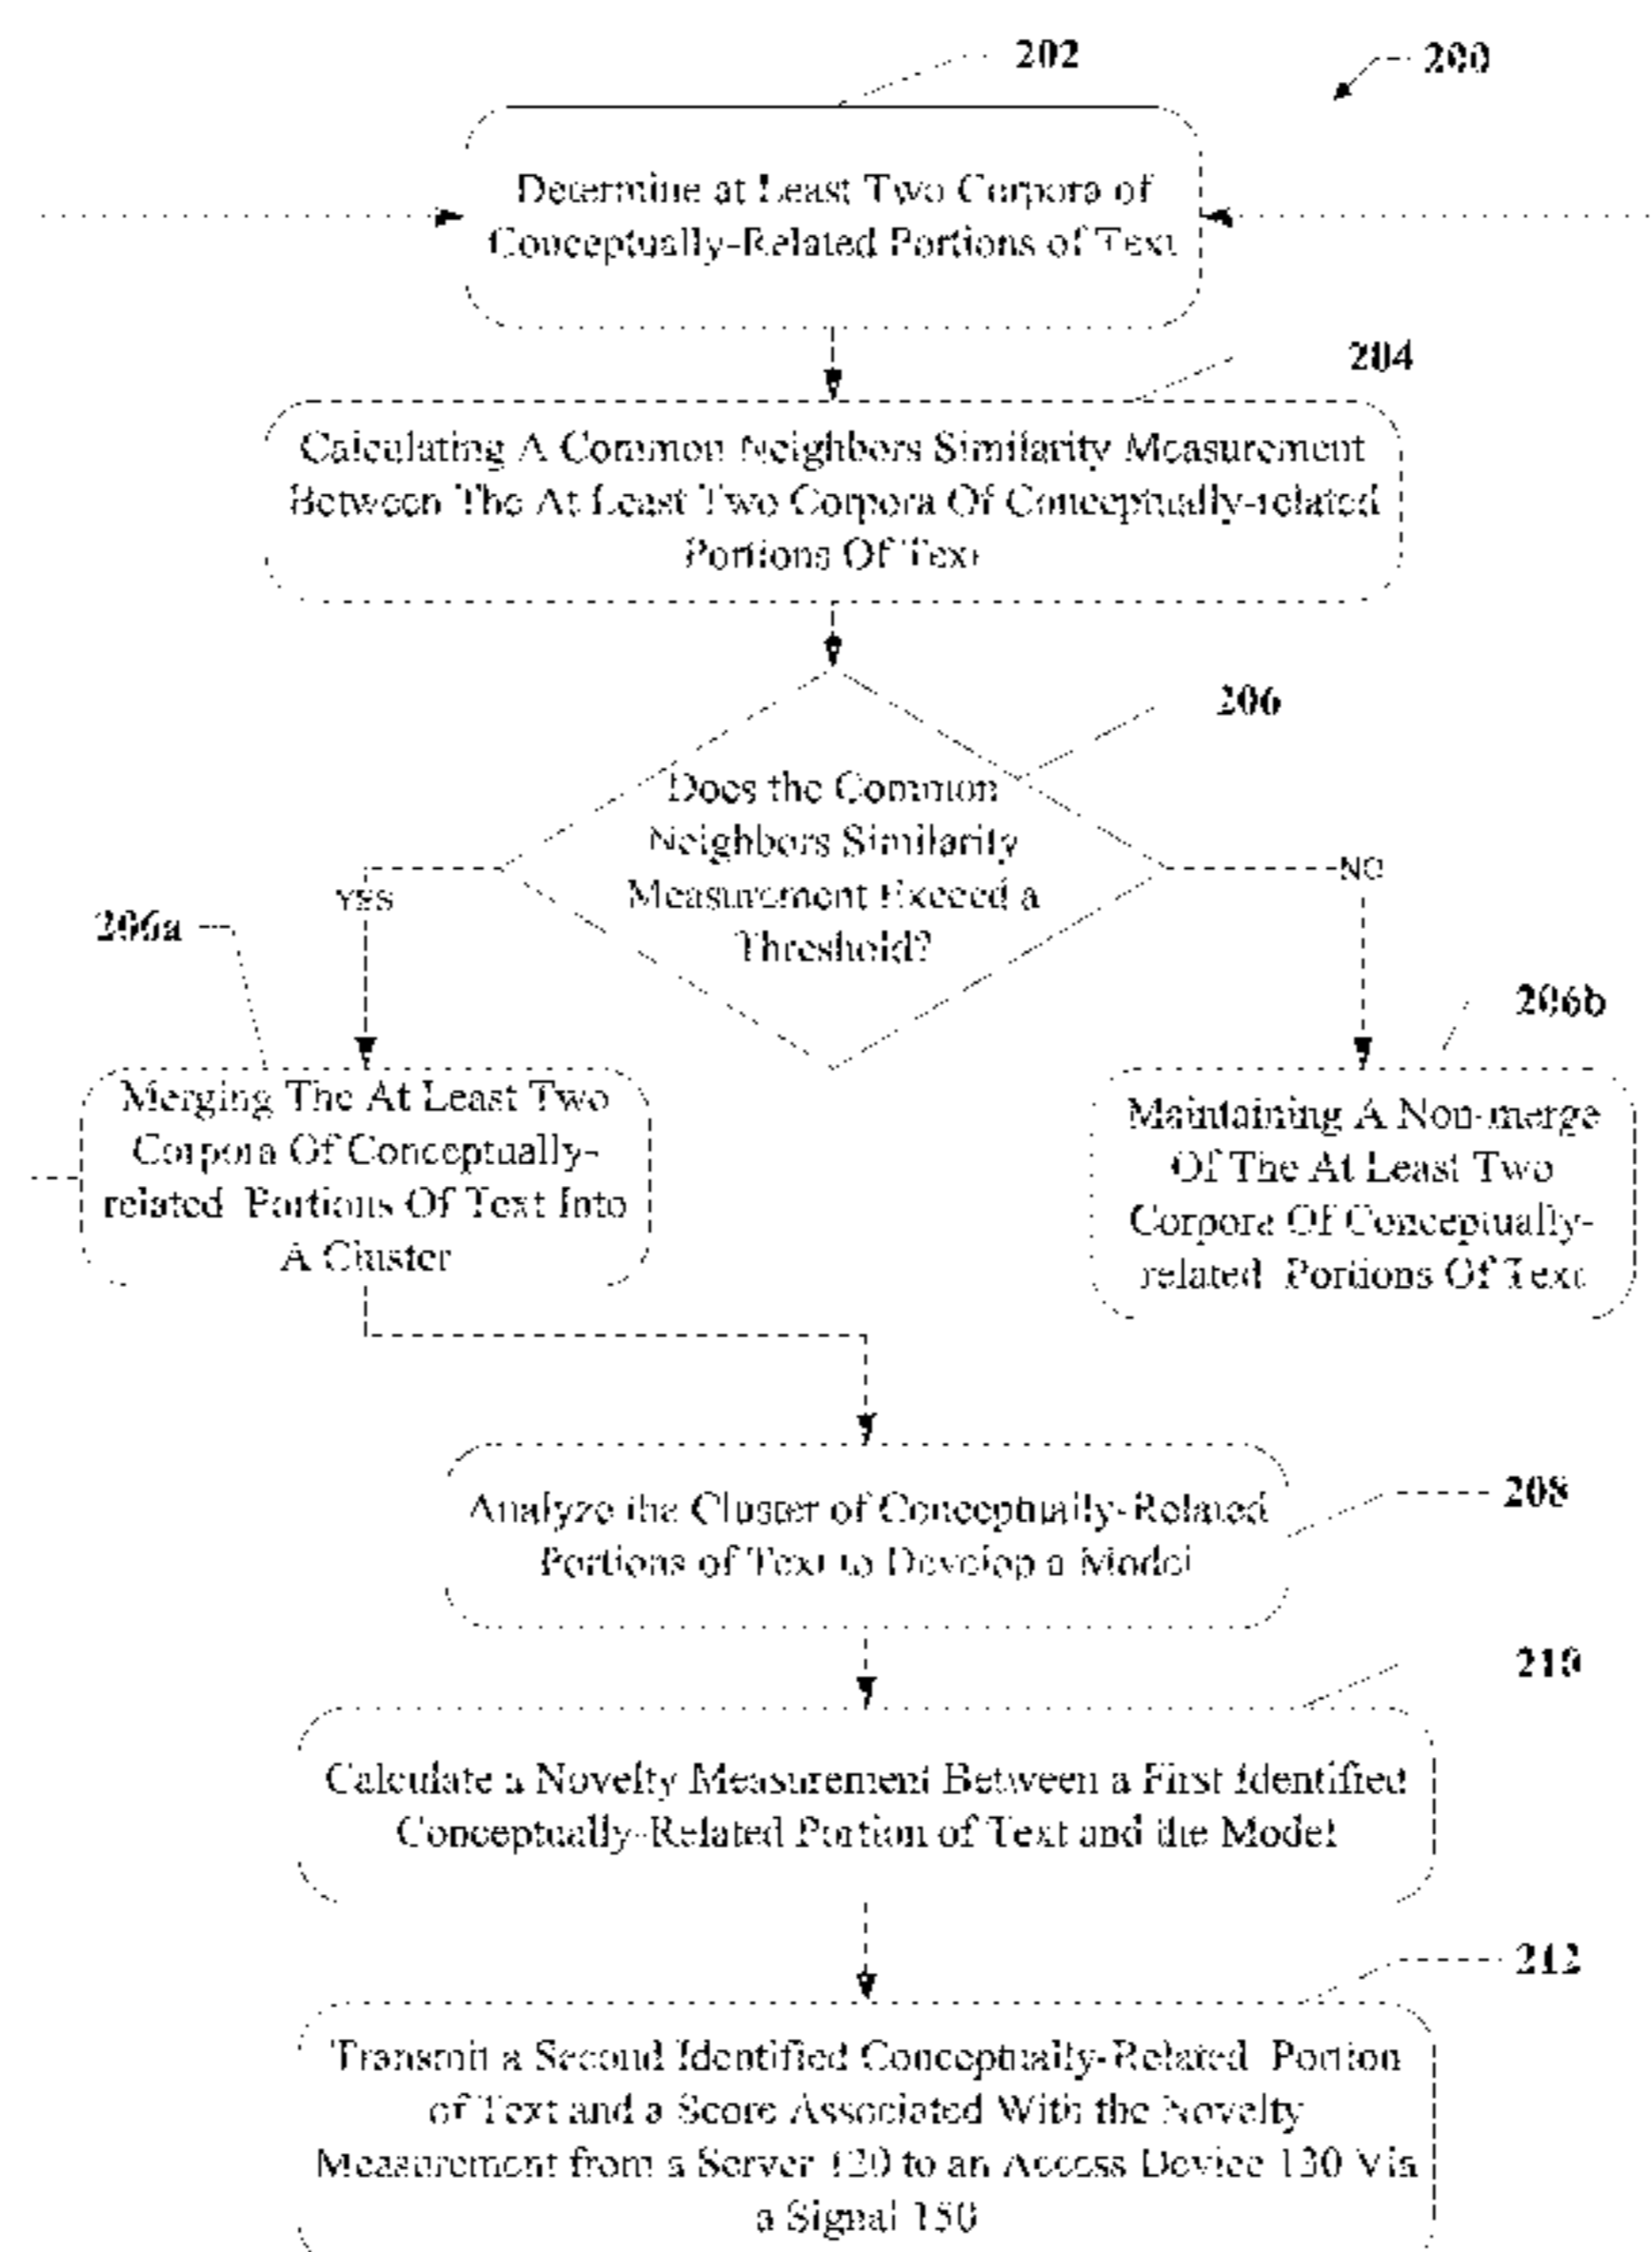 202
200
Determine at Least Two Corpora of
Conceptually-Related Portions of Text
204
Calculating A Common Neighbors Similarity Measurement
Between The At Least Two Corpora Of Conceptually-related
Portions Of Text
206
Does the Common
Neighbors Similarity
Measurement Exceed a
Threshold?
YES
NO
206a
206b
Merging The At Least Two
Corpora Of Conceptually-
related Portions Of Text Into
A Cluster
Maintaining A Non-merge
Of The At Least Two
Corpora Of Conceptually-
related Portions Of Text
208
Analyze the Cluster of Conceptually-Related
Portions of Text to Develop a Model
210
Calculate a Novelty Measurement Between a First Identified
Conceptually-Related Portion of Text and the Model
212
Transmit a Second Identified Conceptually-Related Portion
of Text and a Score Associated With the Novelty
Measurement from a Server 120 to an Access Device 130 Via
a Signal 150